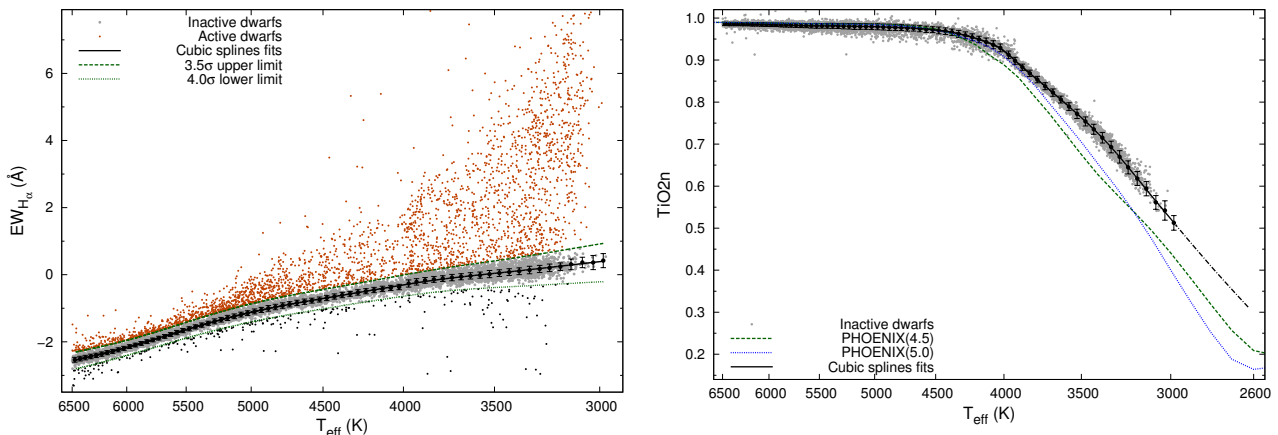 Inactive dwarfs
Active dwarfs
Cubic splines fits
3.5σ upper limit
4.0σ lower limit
EW_Hα (Å)
6
4
2
0
−2
6500 6000 5500 5000 4500 4000 3500 3000
T_eff (K)
1.0
0.9
0.8
0.7
0.6
0.5
0.4
0.3
0.2
TiO2n
Inactive dwarfs
PHOENIX(4.5)
PHOENIX(5.0)
Cubic splines fits
6500 6000 5500 5000 4500 4000 3500 3000 2600
T_eff (K)